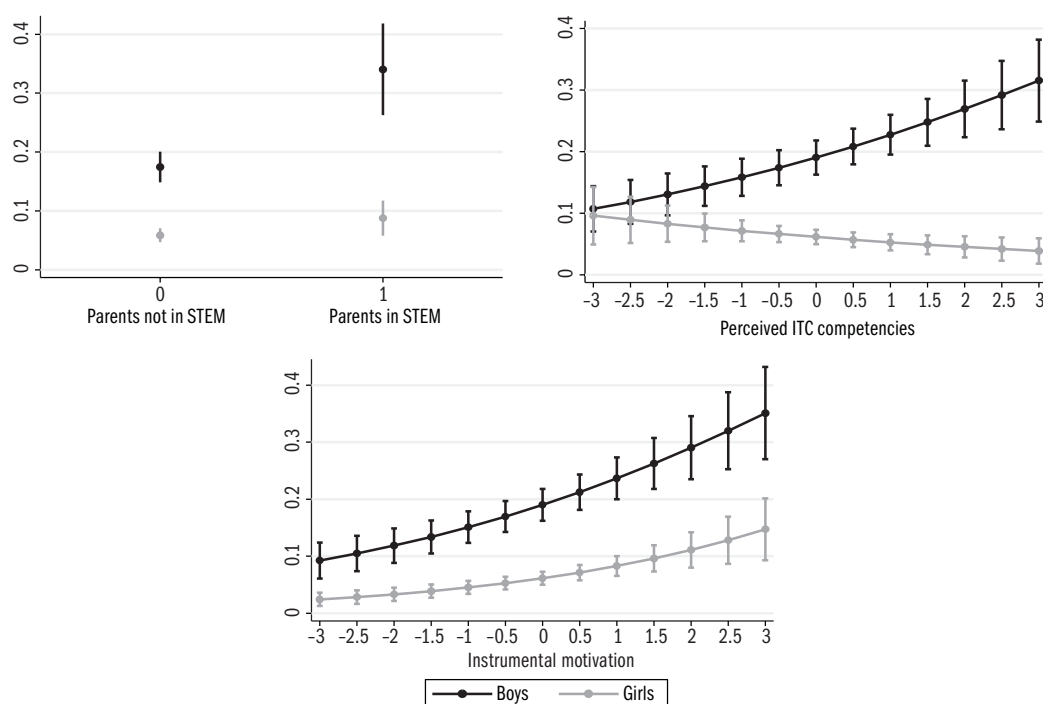 0.4
0.3
0.2
0.1
0
0 1
Parents not in STEM Parents in STEM
0.4
0.3
0.2
0.1
0
–3 –2.5 –2 –1.5 –1 –0.5 0 0.5 1 1.5 2 2.5 3
Perceived ITC competencies
0.4
0.3
0.2
0.1
0
–3 –2.5 –2 –1.5 –1 –0.5 0 0.5 1 1.5 2 2.5 3
Instrumental motivation
Boys Girls